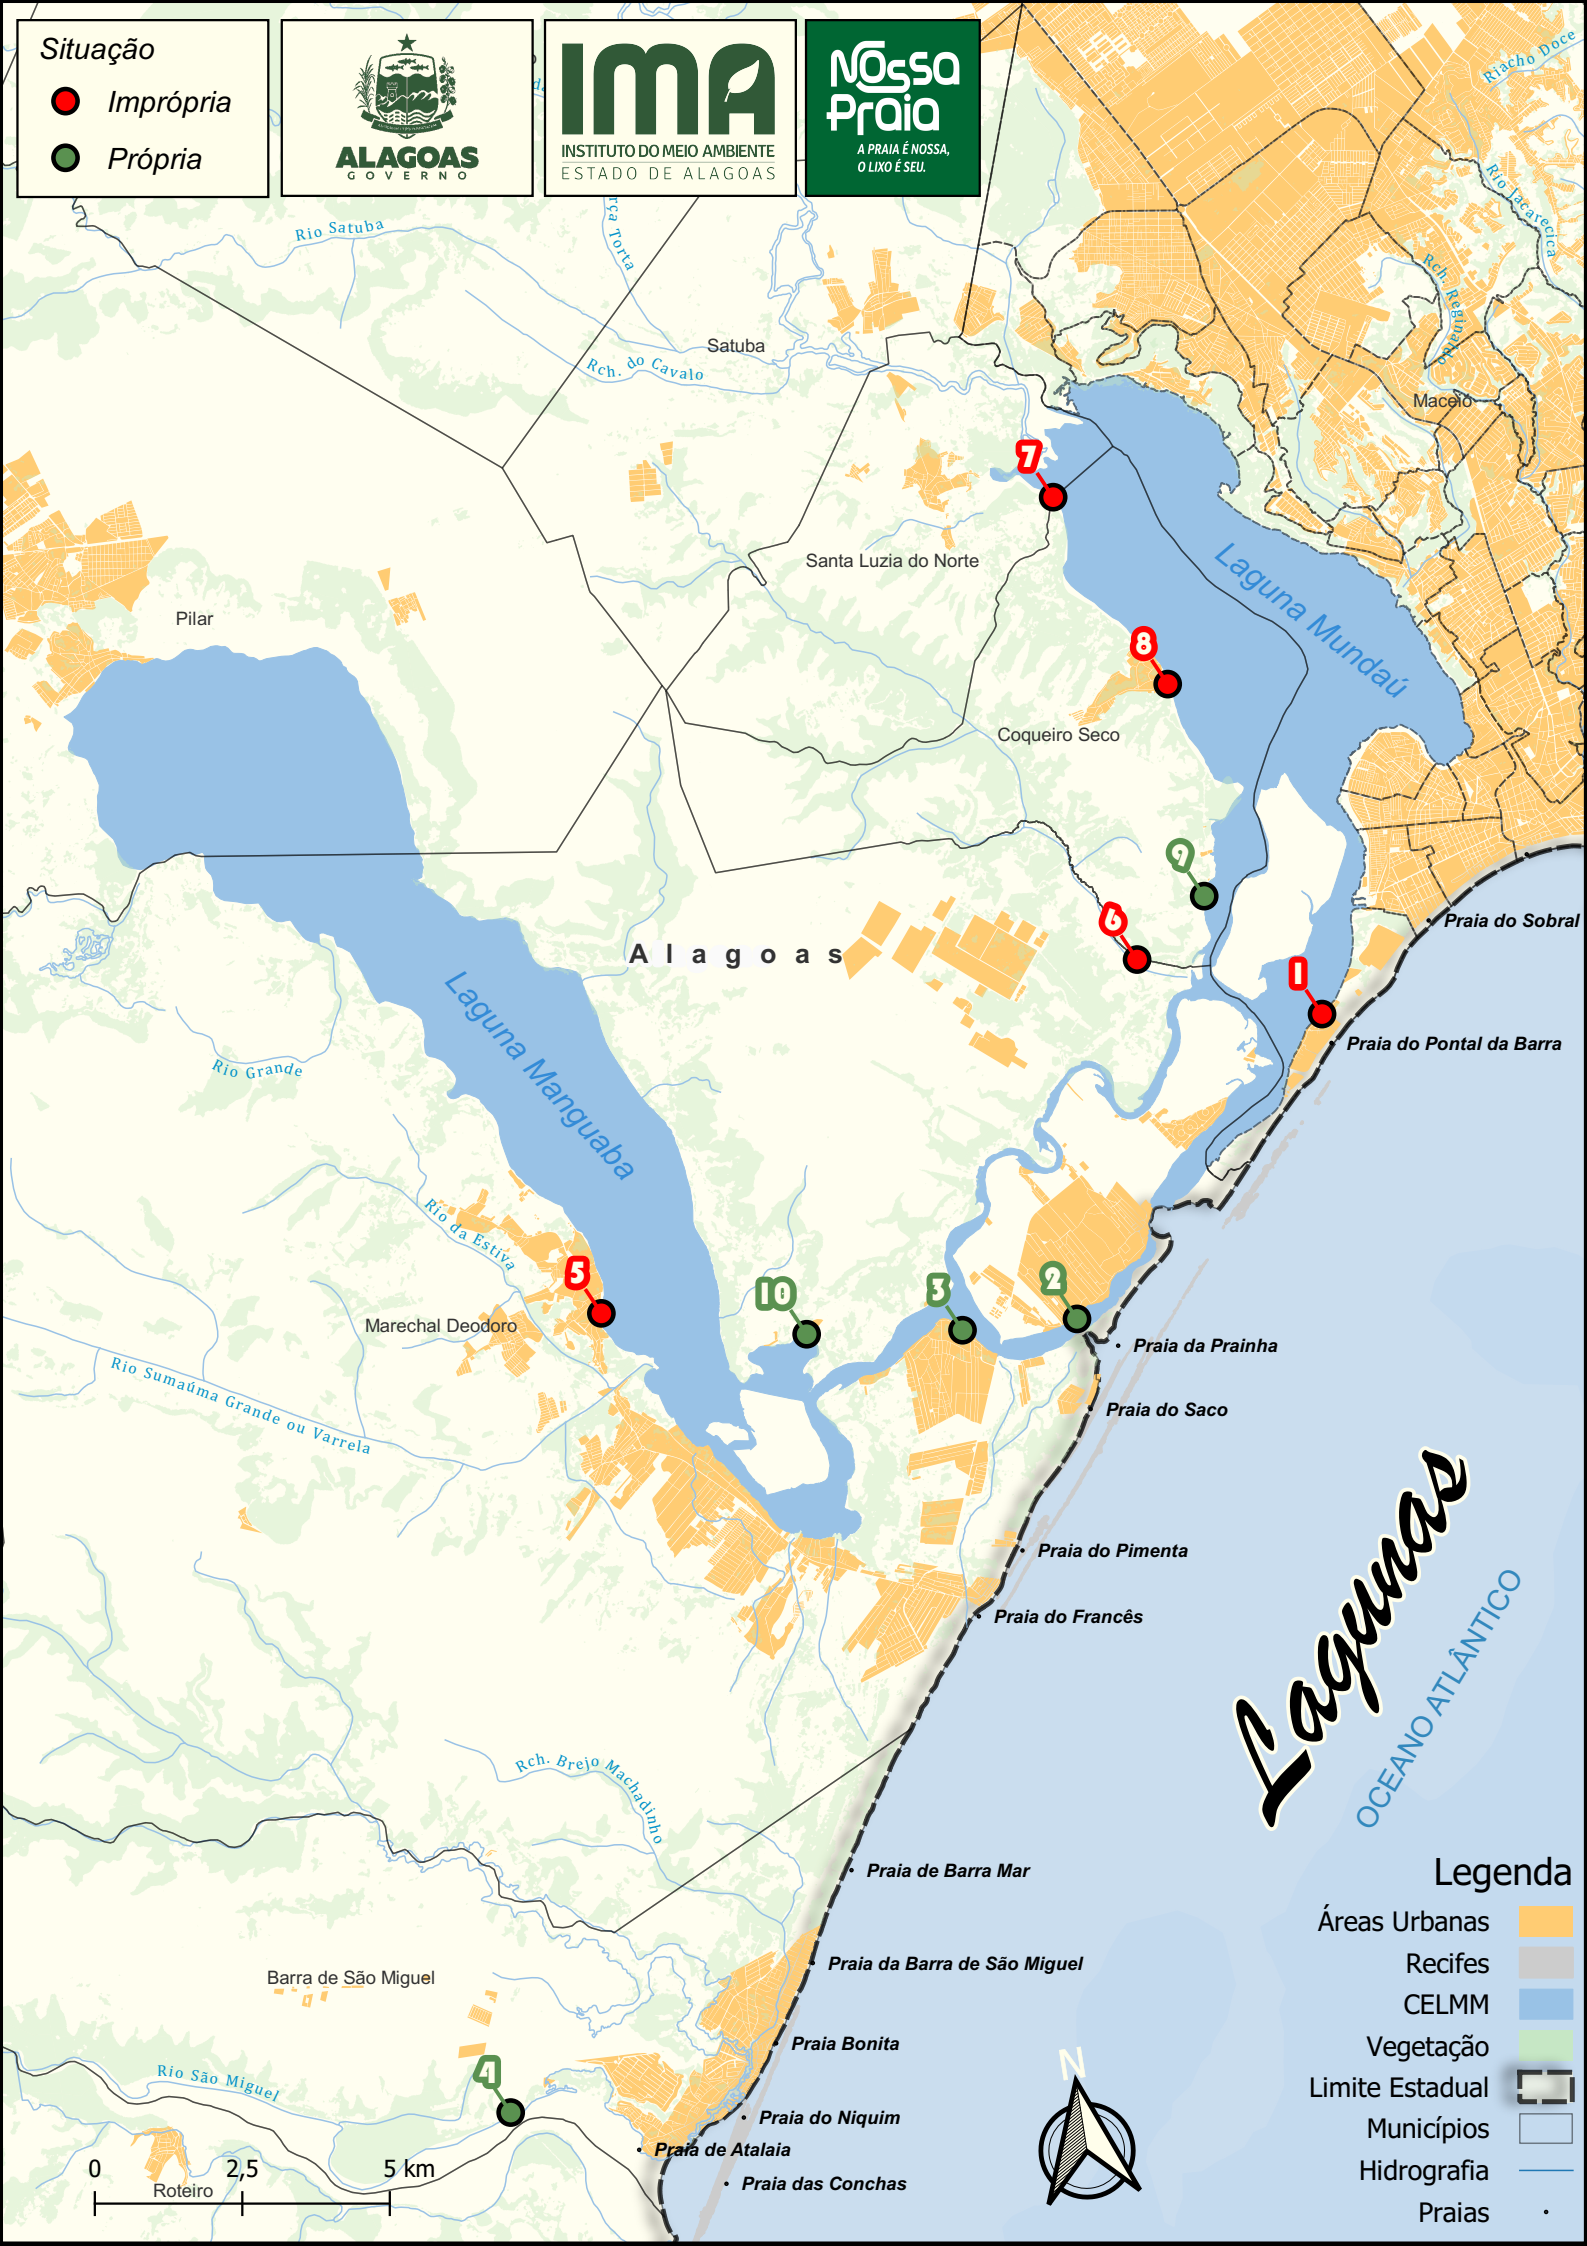 Situação
Imprópria
Própria
ALAGOAS
GOVERNO
IMA
INSTITUTO DO MEIO AMBIENTE
ESTADO DE ALAGOAS
Nossa
Praia
A PRAIA É NOSSA,
O LIXO É SEU.
Riacho Doce
Rio Jacarecica
Rch. Reginaldo
Rio Satuba
rça Torta
Satuba
Rch. do Cavalo
Maceió
7
Santa Luzia do Norte
Laguna Mundaú
Pilar
8
Coqueiro Seco
9
6
Praia do Sobral
Alagoas
1
Laguna Manguaba
Praia do Pontal da Barra
Rio Grande
Rio da Estiva
5
10
3
2
Marechal Deodoro
Praia da Prainha
Rio Sumaúma Grande ou Varrela
Praia do Saco
Praia do Pimenta
Praia do Francês
Lagunas
OCEANO ATLÂNTICO
Rch. Brejo Machadinho
Praia de Barra Mar
Praia da Barra de São Miguel
Barra de São Miguel
Praia Bonita
4
Rio São Miguel
Praia do Niquim
Praia de Atalaia
Praia das Conchas
Roteiro
0 2,5 5 km
N
Legenda
Áreas Urbanas
Recifes
CELMM
Vegetação
Limite Estadual
Municípios
Hidrografia
Praias